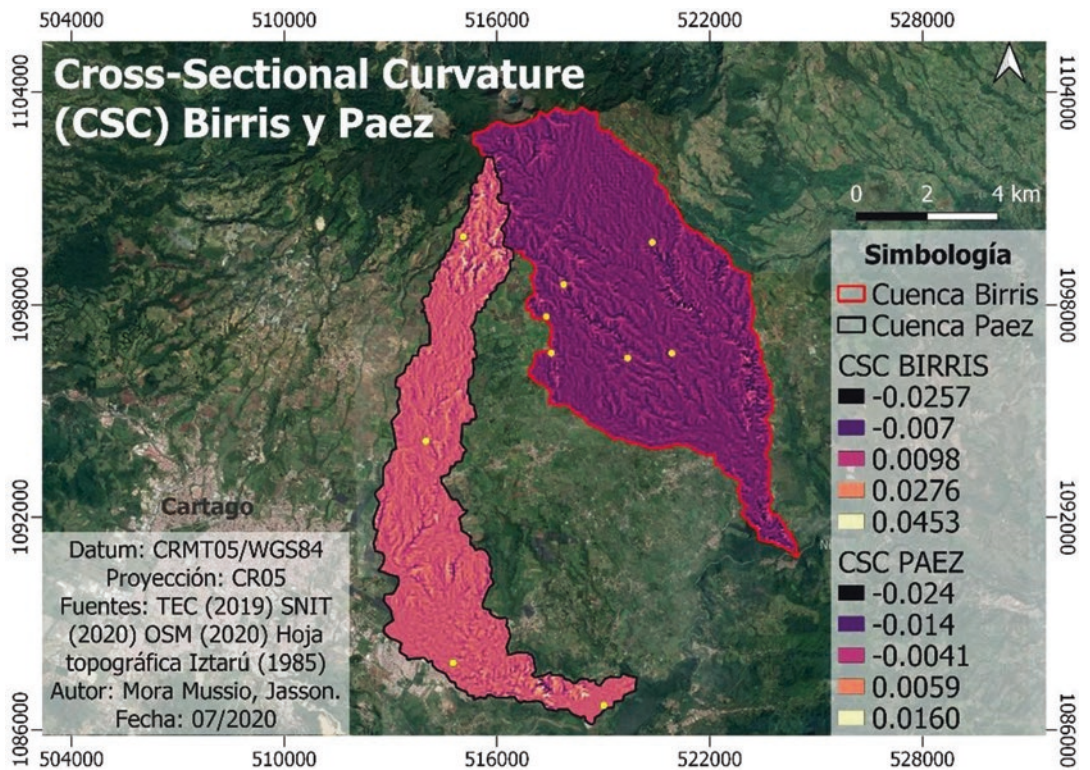 504000 510000 516000 522000 528000
Cross-Sectional Curvature
(CSC) Birris y Paez
1104000
1104000
0 2 4 km
Simbología
Cuenca Birris
Cuenca Paez
CSC BIRRIS
-0.0257
-0.007
0.0098
0.0276
0.0453
CSC PAEZ
-0.024
-0.014
-0.0041
0.0059
0.0160
1098000
1098000
1092000
1092000
Cartago
Datum: CRMT05/WGS84
Proyección: CR05
Fuentes: TEC (2019) SNIT
(2020) OSM (2020) Hoja
topográfica Iztarú (1985)
Autor: Mora Mussio, Jasson.
Fecha: 07/2020
1086000
1086000
504000 510000 516000 522000 528000